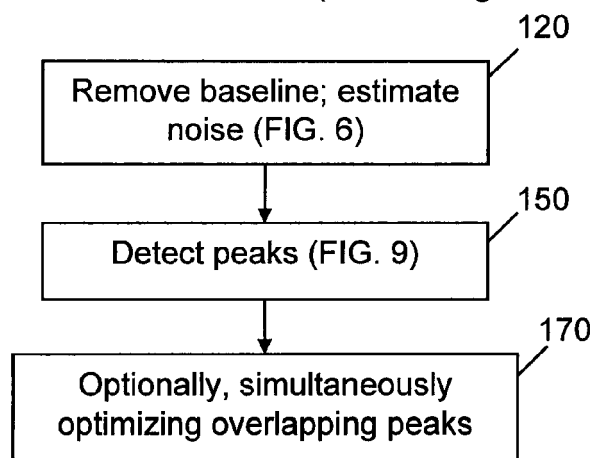 120
Remove baseline; estimate
noise (FIG. 6)
150
Detect peaks (FIG. 9)
170
Optionally, simultaneously
optimizing overlapping peaks